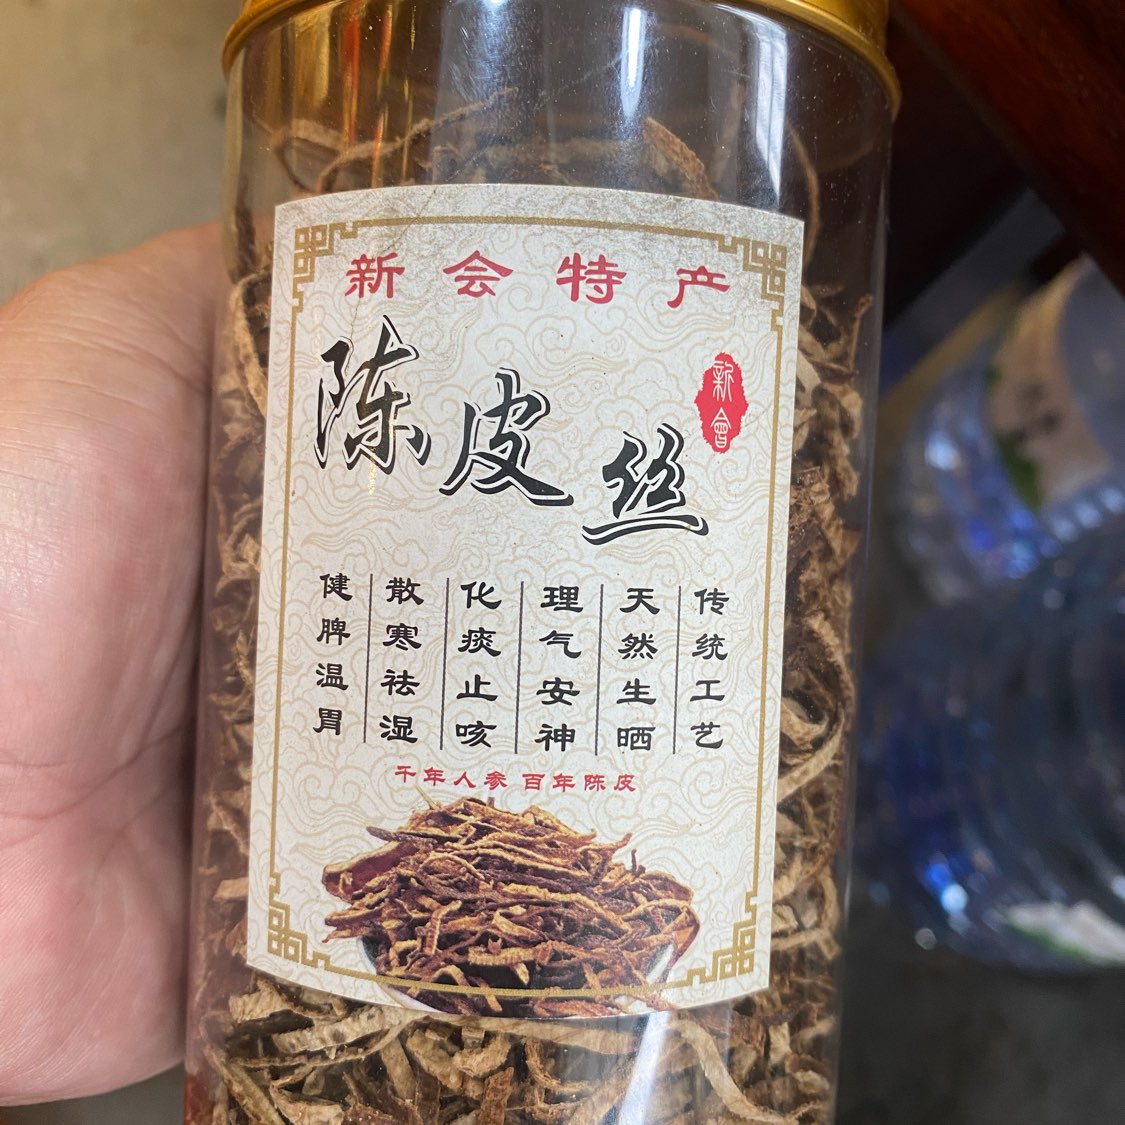 新会特产
陈皮丝
新會
传统工艺
天然生晒
理气安神
化痰止咳
散寒祛湿
健脾温胃
千年人参 百年陈皮